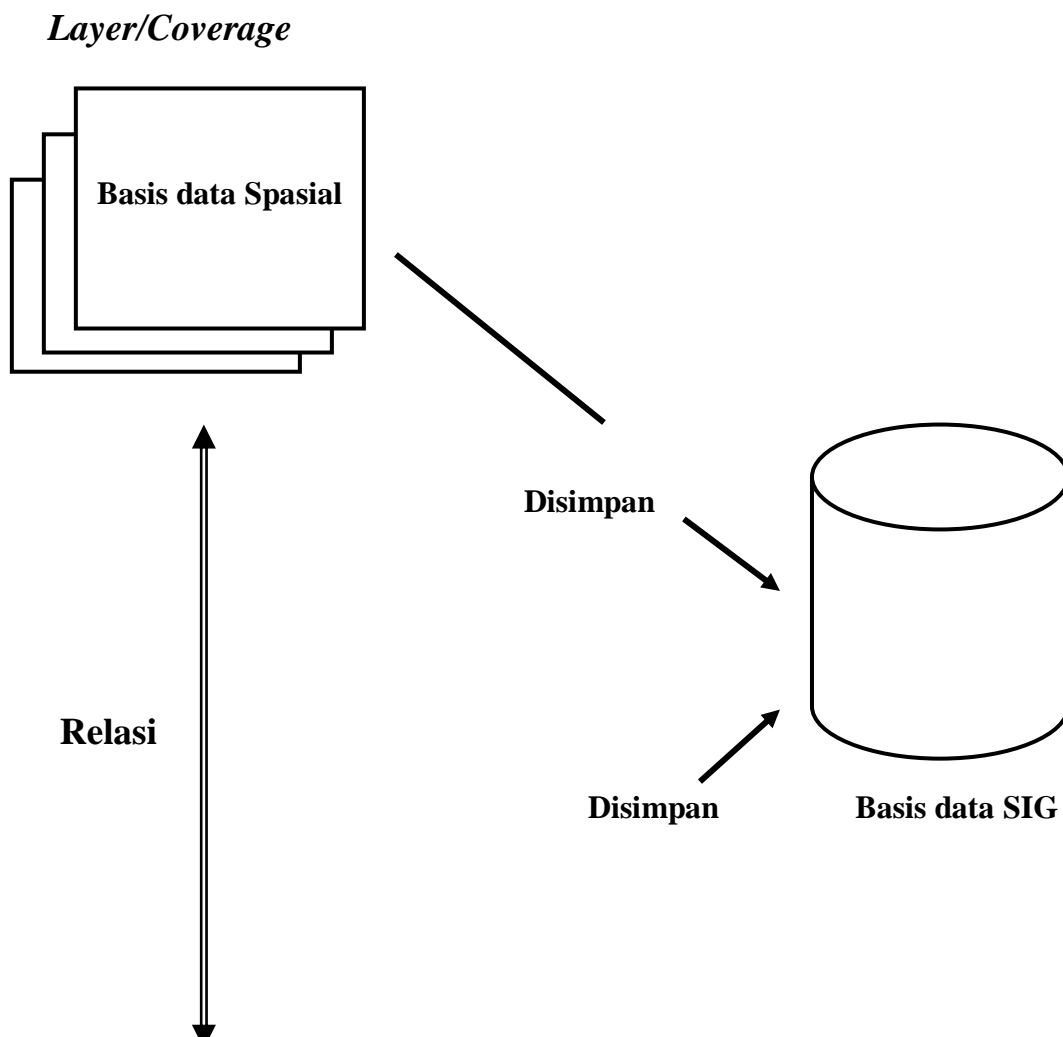 Layer/Coverage
Basis data Spasial
Disimpan
Relasi
Disimpan
Basis data SIG